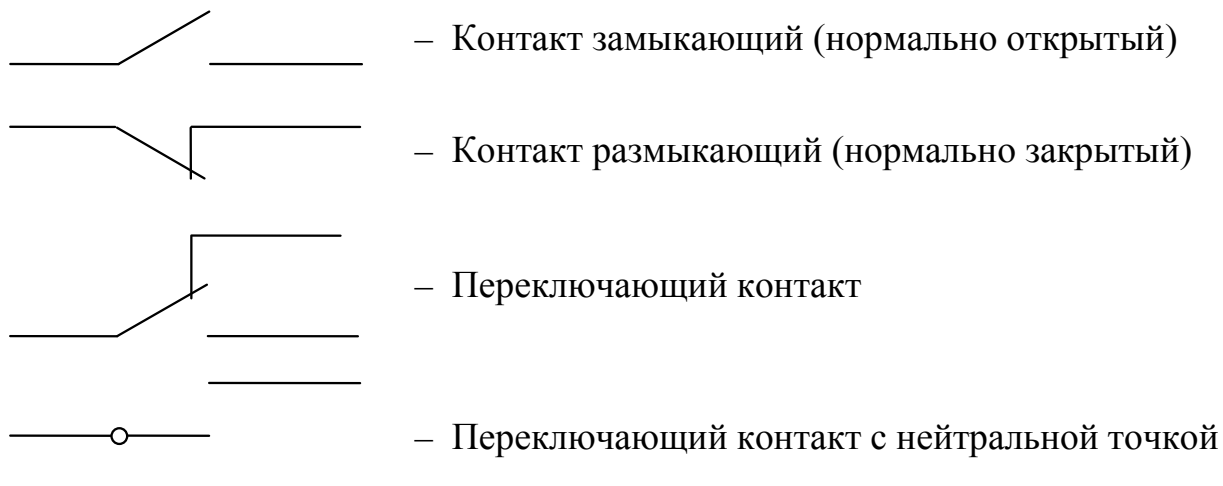 – Контакт замыкающий (нормально открытый)
– Контакт размыкающий (нормально закрытый)
– Переключающий контакт
– Переключающий контакт с нейтральной точкой